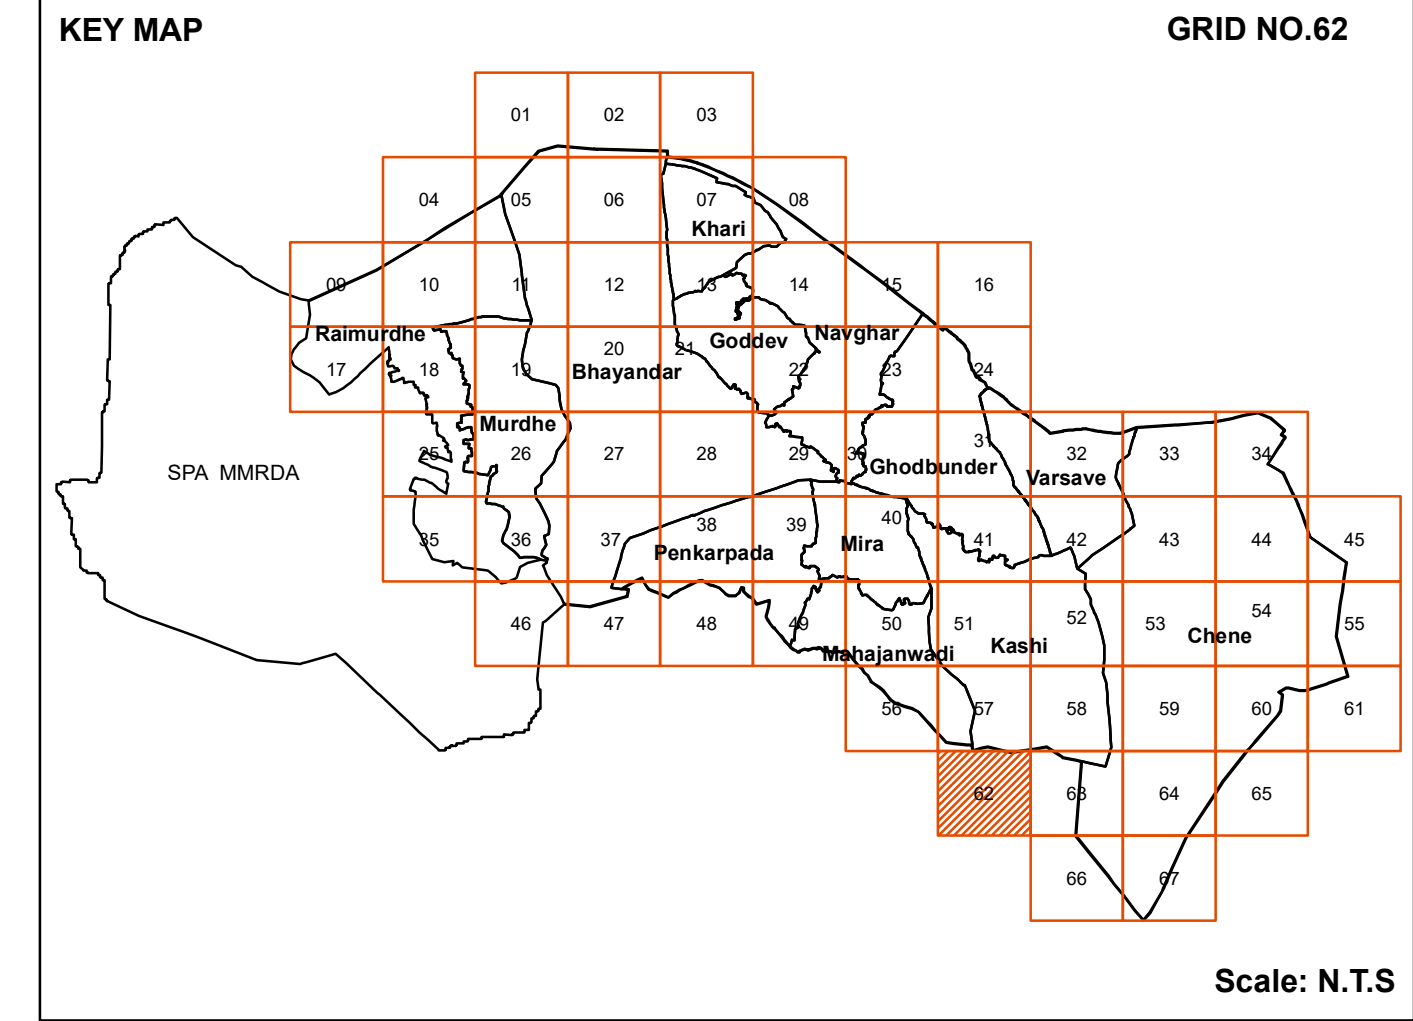 KEY MAP
GRID NO.62
01 02 03
04 05 06 07 08
Khari
09 10 11 12 13 14 15 16
Raimurdhe
Goddev
Navghar
17 18 19 20 21 22 23 24
Bhayandar
Murdhe
25 26 27 28 29 30 31 32 33 34
Ghodbunder
Varsave
SPA MMRDA
35 36 37 38 39 40 41 42 43 44 45
Penkarpada
Mira
46 47 48 49 50 51 52 53 54 55
Mahajanwadi
Kashi
Chene
56 57 58 59 60 61
62 63 64 65
66 67
Scale: N.T.S